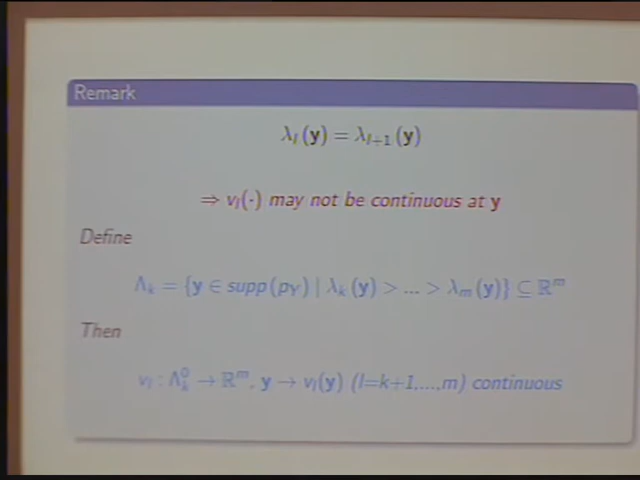 Remark
λ_l(y) = λ_{l+1}(y)
⇒ v_l(·) may not be continuous at y
Define
Λ_k = {y ∈ supp(p_Y) | λ_k(y) > ... > λ_m(y)} ⊆ ℝ^m
Then
v_l : Λ_k^0 → ℝ^m, y → v_l(y) (l=k+1,...,m) continuous